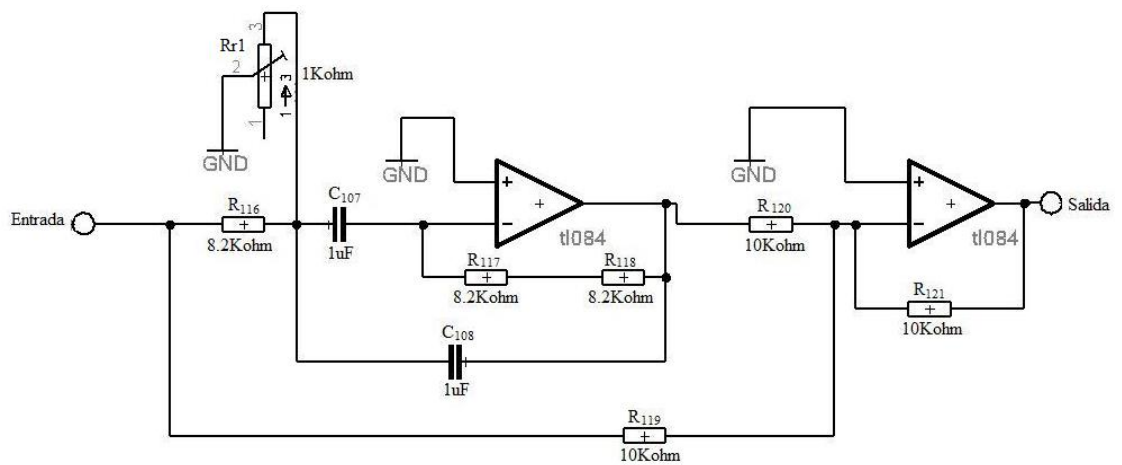 3
Rr1
2
1Kohm
1
1
3
GND
GND
GND
Entrada
R116
8.2Kohm
C107
1uF
+
-
tl084
R117
8.2Kohm
R118
8.2Kohm
C108
1uF
R119
10Kohm
R120
10Kohm
+
-
tl084
R121
10Kohm
Salida